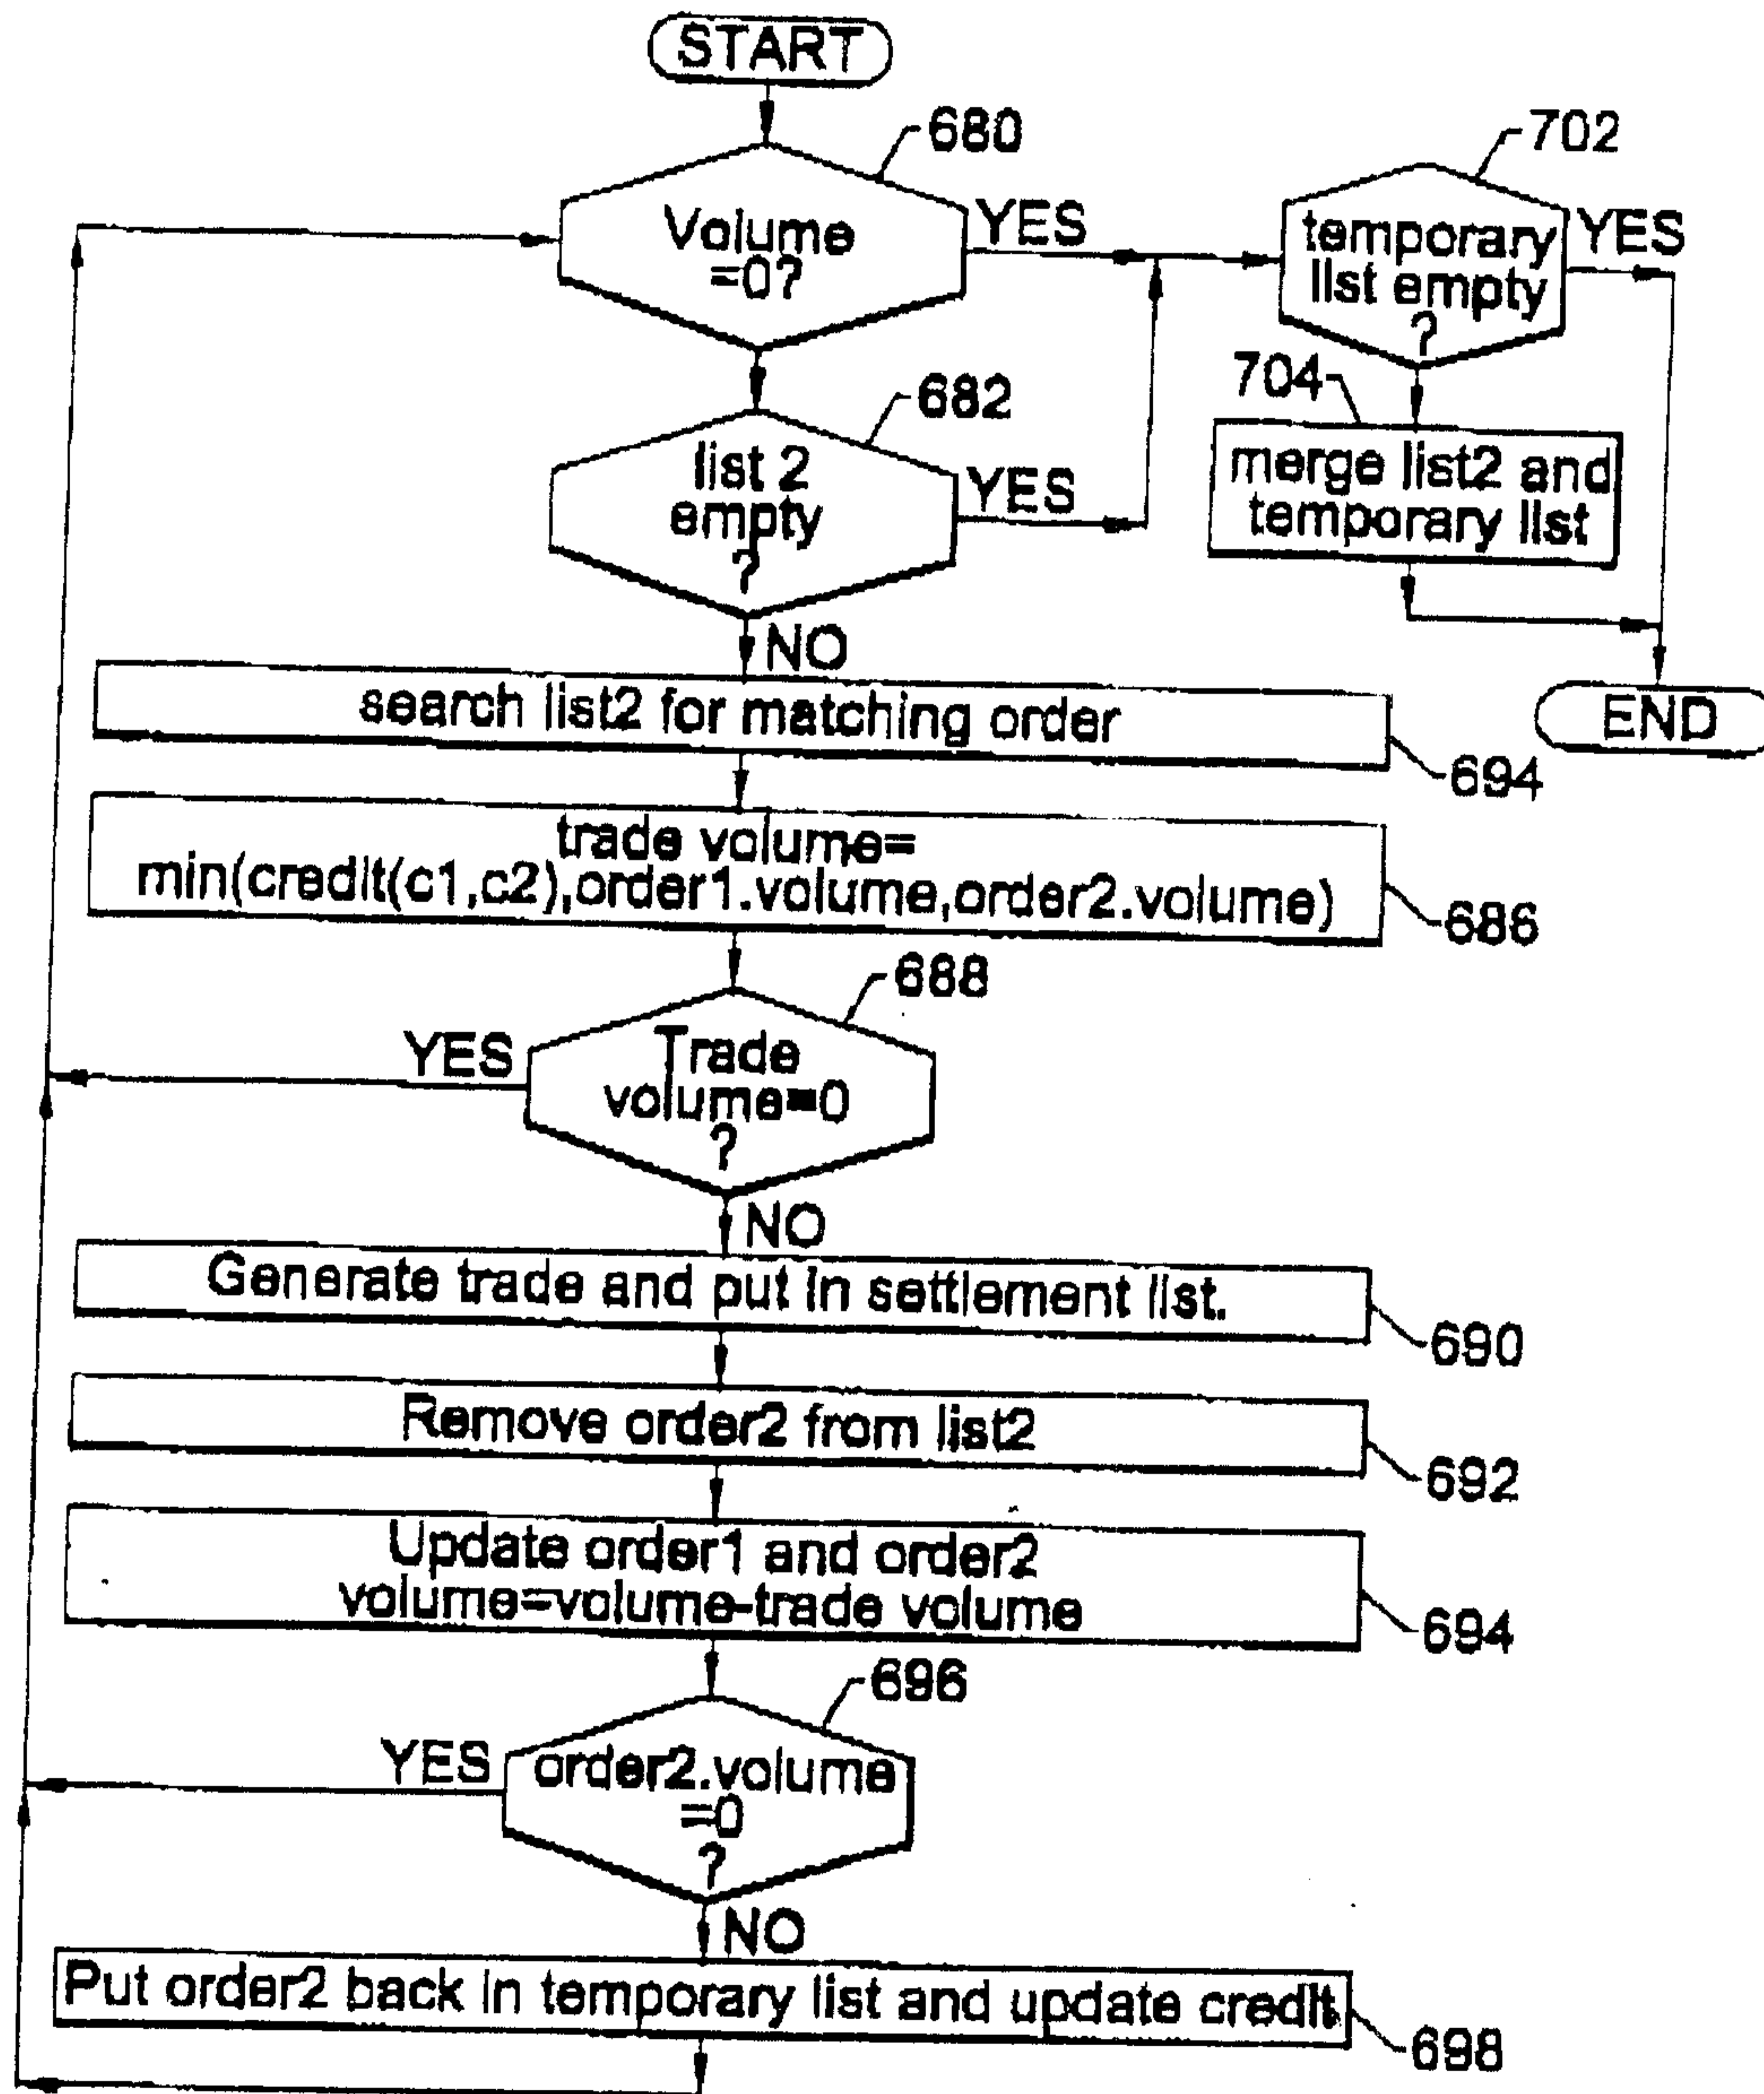 START
680
Volume
=0?
YES
702
temporary
list empty
?
YES
682
list 2
empty
?
YES
704
merge list2 and
temporary list
NO
END
search list2 for matching order
694
trade volume=
min(credit(c1,c2),order1.volume,order2.volume)
686
688
Trade
volume=0
?
YES
NO
Generate trade and put in settlement list.
690
Remove order2 from list2
692
Update order1 and order2
volume=volume-trade volume
694
696
order2.volume
=0
?
YES
NO
Put order2 back in temporary list and update credit
698